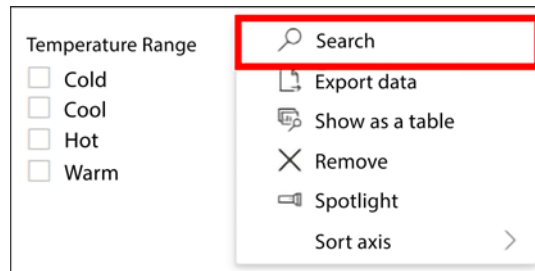 Temperature Range
Cold
Cool
Hot
Warm
Search
Export data
Show as a table
Remove
Spotlight
Sort axis